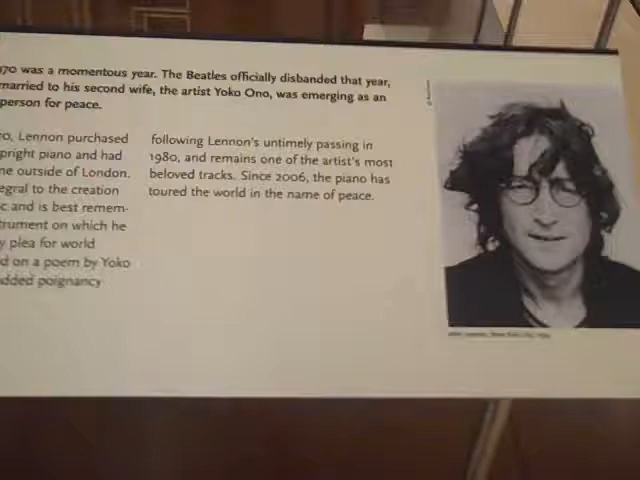 970 was a momentous year. The Beatles officially disbanded that year,
married to his second wife, the artist Yoko Ono, was emerging as an
person for peace.
o, Lennon purchased
pright piano and had
ne outside of London.
egral to the creation
c and is best remem-
trument on which he
y plea for world
d on a poem by Yoko
dded poignancy
following Lennon's untimely passing in
1980, and remains one of the artist's most
beloved tracks. Since 2006, the piano has
toured the world in the name of peace.